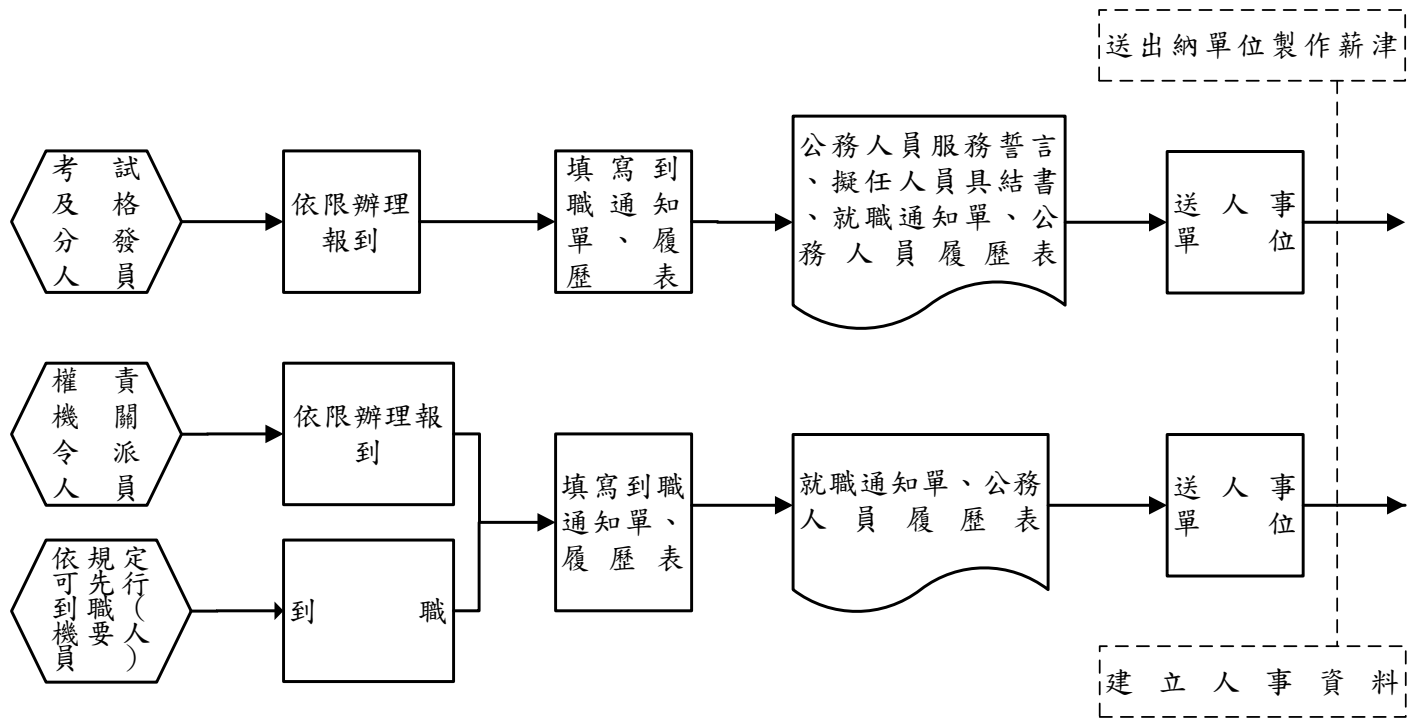 送出納單位製作薪津
考試
及格
分發
人員
依限辦理
報到
填寫到
職通知
單、履
歷表
公務人員服務誓言
、擬任人員具結書
、就職通知單、公
務人員履歷表
送人事
單位
權責
機關
令派
人員
依限辦理報
到
填寫到職
通知單、
履歷表
就職通知單、公務
人員履歷表
送人事
單位
依規定
可先行
到職(
機要人
員)
到職
建立人事資料